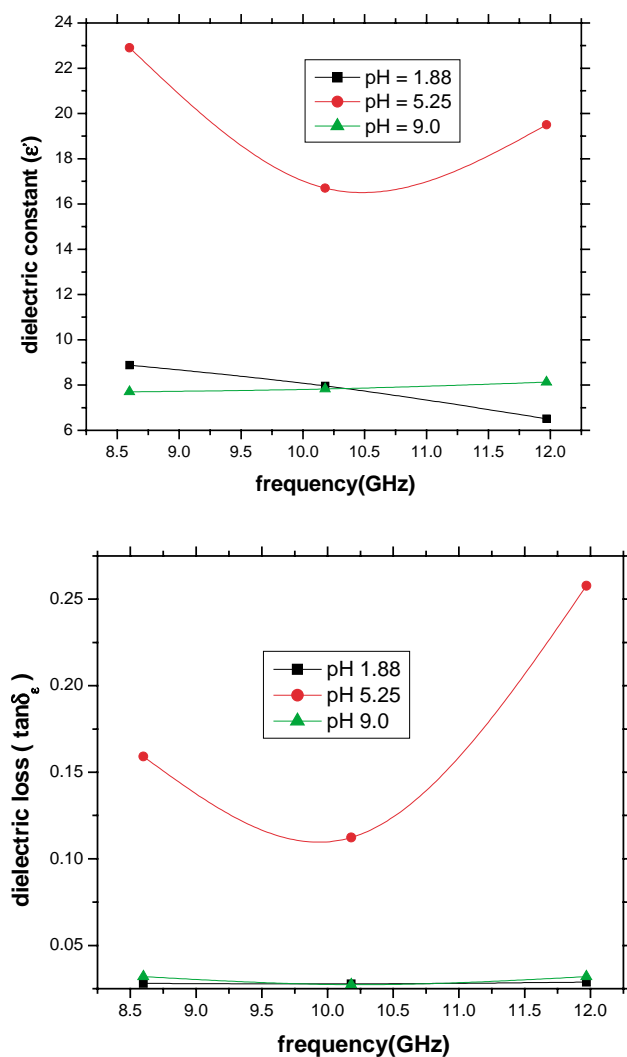 24
22
20
18
16
14
12
10
8
6
dielectric constant (ε')
pH = 1.88
pH = 5.25
pH = 9.0
8.5 9.0 9.5 10.0 10.5 11.0 11.5 12.0
frequency(GHz)
0.25
0.20
0.15
0.10
0.05
dielectric loss ( tanδε)
pH 1.88
pH 5.25
pH 9.0
8.5 9.0 9.5 10.0 10.5 11.0 11.5 12.0
frequency(GHz)